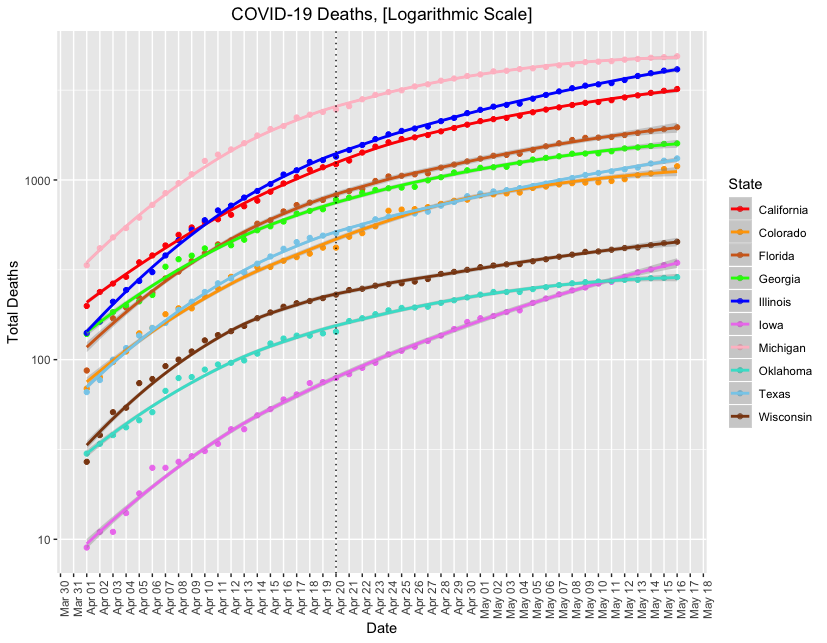 COVID-19 Deaths, [Logarithmic Scale]
Total Deaths
1000
100
10
Mar 30
Mar 31
Apr 01
Apr 02
Apr 03
Apr 04
Apr 05
Apr 06
Apr 07
Apr 08
Apr 09
Apr 10
Apr 11
Apr 12
Apr 13
Apr 14
Apr 15
Apr 16
Apr 17
Apr 18
Apr 19
Apr 20
Apr 21
Apr 22
Apr 23
Apr 24
Apr 25
Apr 26
Apr 27
Apr 28
Apr 29
Apr 30
May 01
May 02
May 03
May 04
May 05
May 06
May 07
May 08
May 09
May 10
May 11
May 12
May 13
May 14
May 15
May 16
May 17
May 18
Date
State
California
Colorado
Florida
Georgia
Illinois
Iowa
Michigan
Oklahoma
Texas
Wisconsin